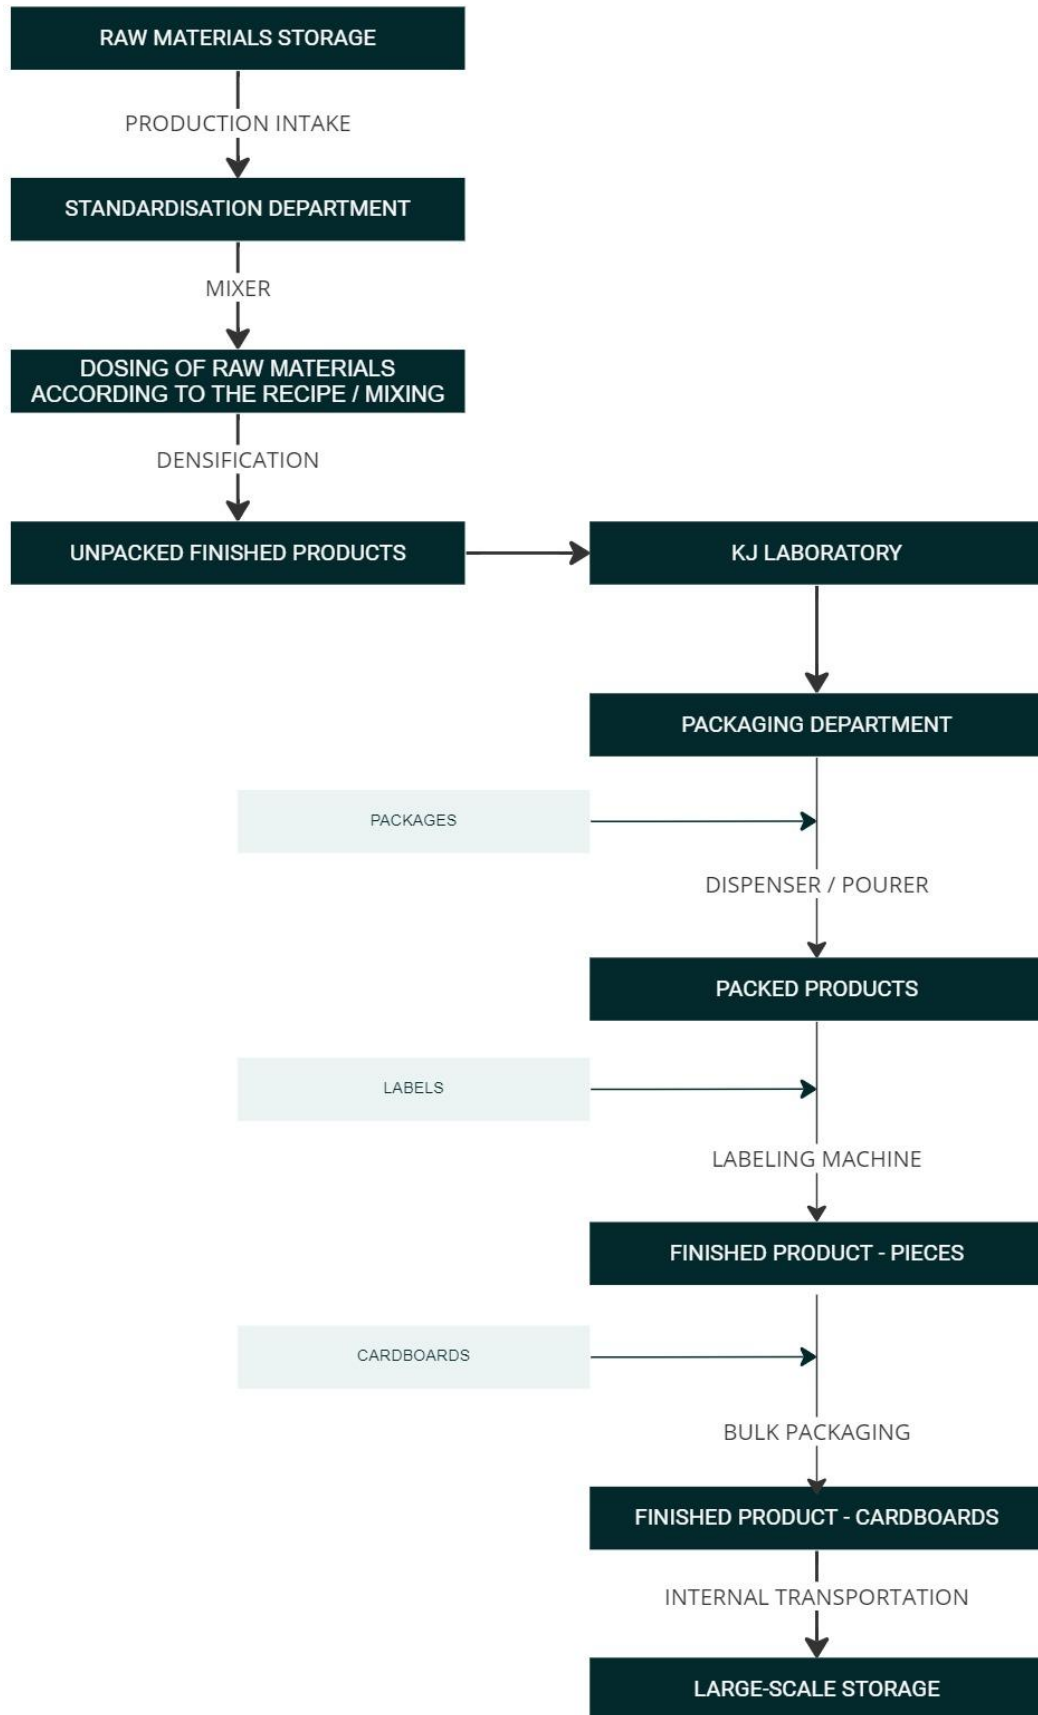 RAW MATERIALS STORAGE
PRODUCTION INTAKE
STANDARDISATION DEPARTMENT
MIXER
DOSING OF RAW MATERIALS
ACCORDING TO THE RECIPE / MIXING
DENSIFICATION
UNPACKED FINISHED PRODUCTS
KJ LABORATORY
PACKAGING DEPARTMENT
PACKAGES
DISPENSER / POURER
PACKED PRODUCTS
LABELS
LABELING MACHINE
FINISHED PRODUCT - PIECES
CARDBOARDS
BULK PACKAGING
FINISHED PRODUCT - CARDBOARDS
INTERNAL TRANSPORTATION
LARGE-SCALE STORAGE